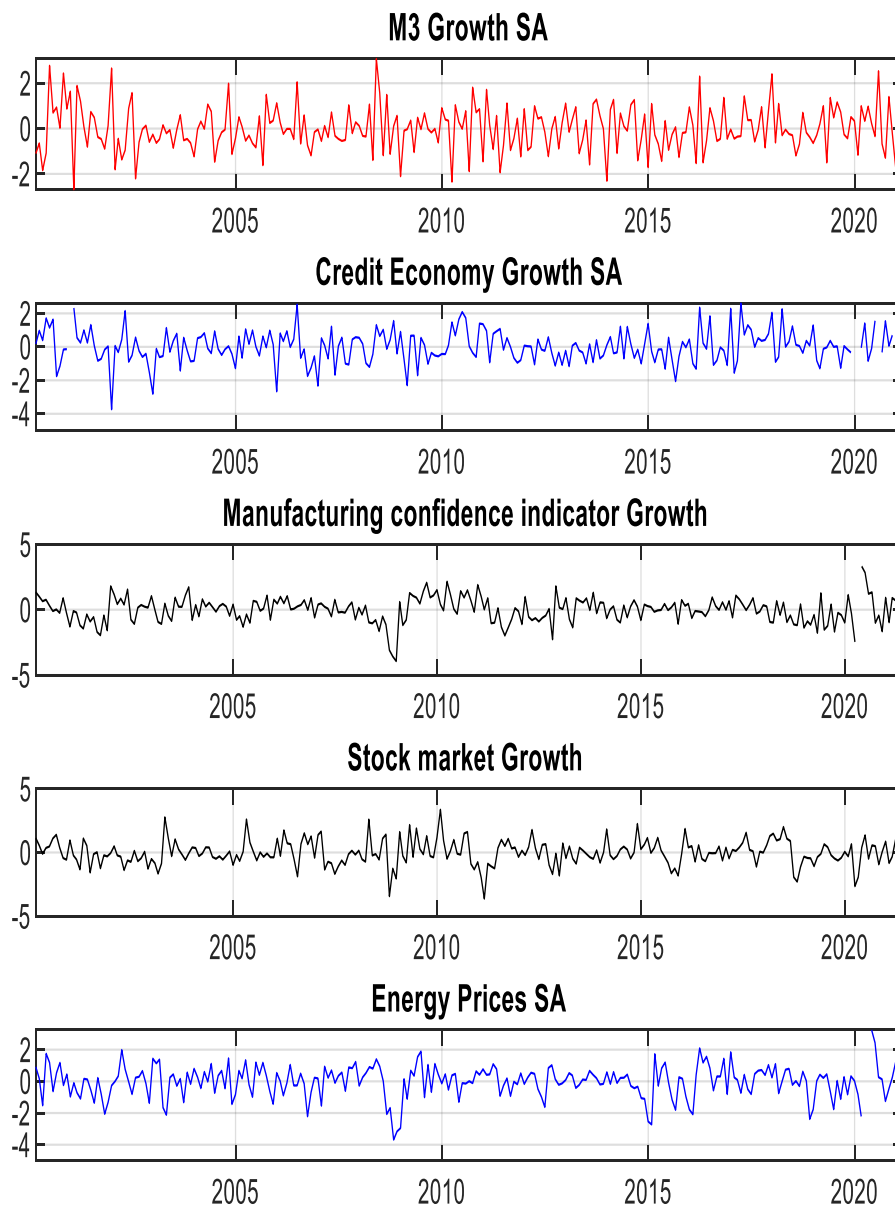 M3 Growth SA
2
0
-2
2005 2010 2015 2020
Credit Economy Growth SA
2
0
-2
-4
2005 2010 2015 2020
Manufacturing confidence indicator Growth
5
0
-5
2005 2010 2015 2020
Stock market Growth
5
0
-5
2005 2010 2015 2020
Energy Prices SA
2
0
-2
-4
2005 2010 2015 2020